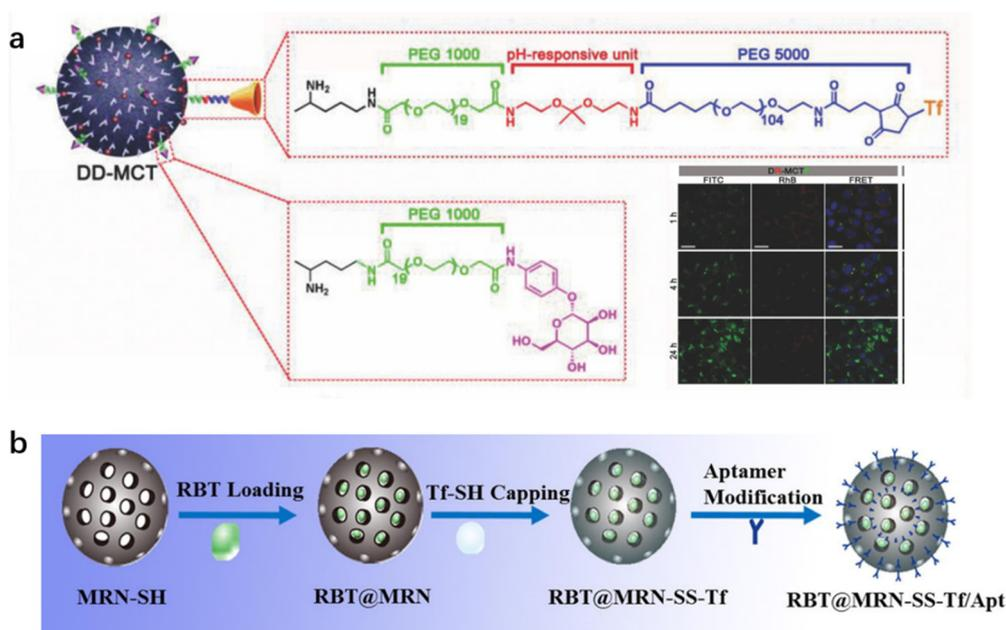 a
DD-MCT
PEG 1000
pH-responsive unit
PEG 5000
NH₂
H
N
O
O
O
19
O
O
N
H
O
O
N
H
O
O
104
O
N
H
O
O
O
Tf
DR-MCT
FITC
RhB
FRET
1 h
4 h
24 h
PEG 1000
NH₂
N
H
O
O
19
O
O
H
N
O
O
OH
HO
OH
OH
b
RBT Loading
Tf-SH Capping
Aptamer
Modification
MRN-SH
RBT@MRN
RBT@MRN-SS-Tf
RBT@MRN-SS-Tf/Apt